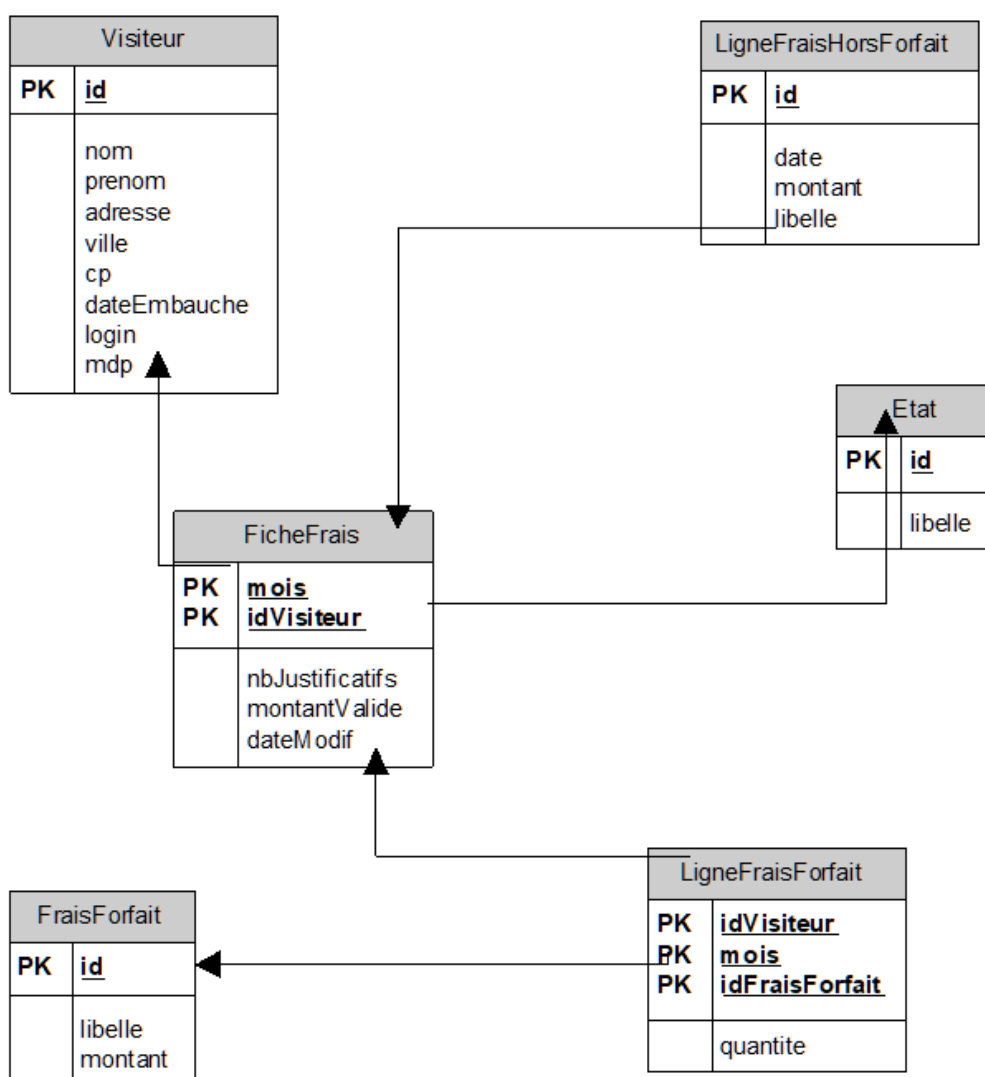 Visiteur
PK id
nom
prenom
adresse
ville
cp
dateEmbauche
login
mdp
LigneFraisHorsForfait
PK id
date
montant
libelle
Etat
PK id
libelle
FicheFrais
PK mois
PK idVisiteur
nbJustificatifs
montantValide
dateModif
FraisForfait
PK id
libelle
montant
LigneFraisForfait
PK idVisiteur
PK mois
PK idFraisForfait
quantite